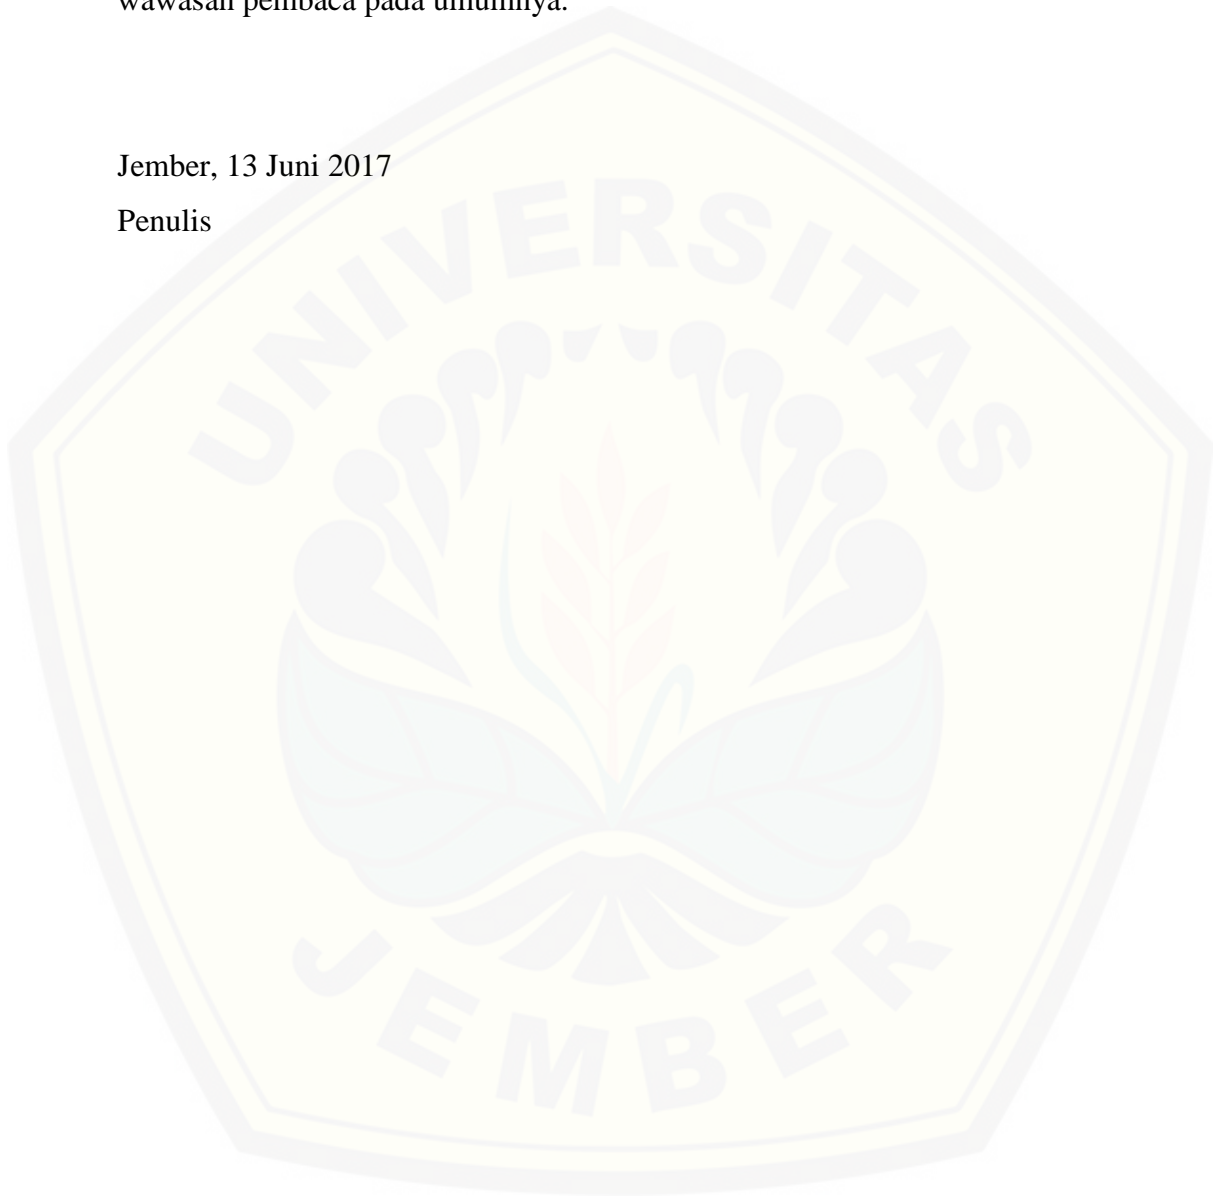 wawasan pembaca pada umumnya.
Jember, 13 Juni 2017
Penulis
UNIVERSITAS
JEMBER